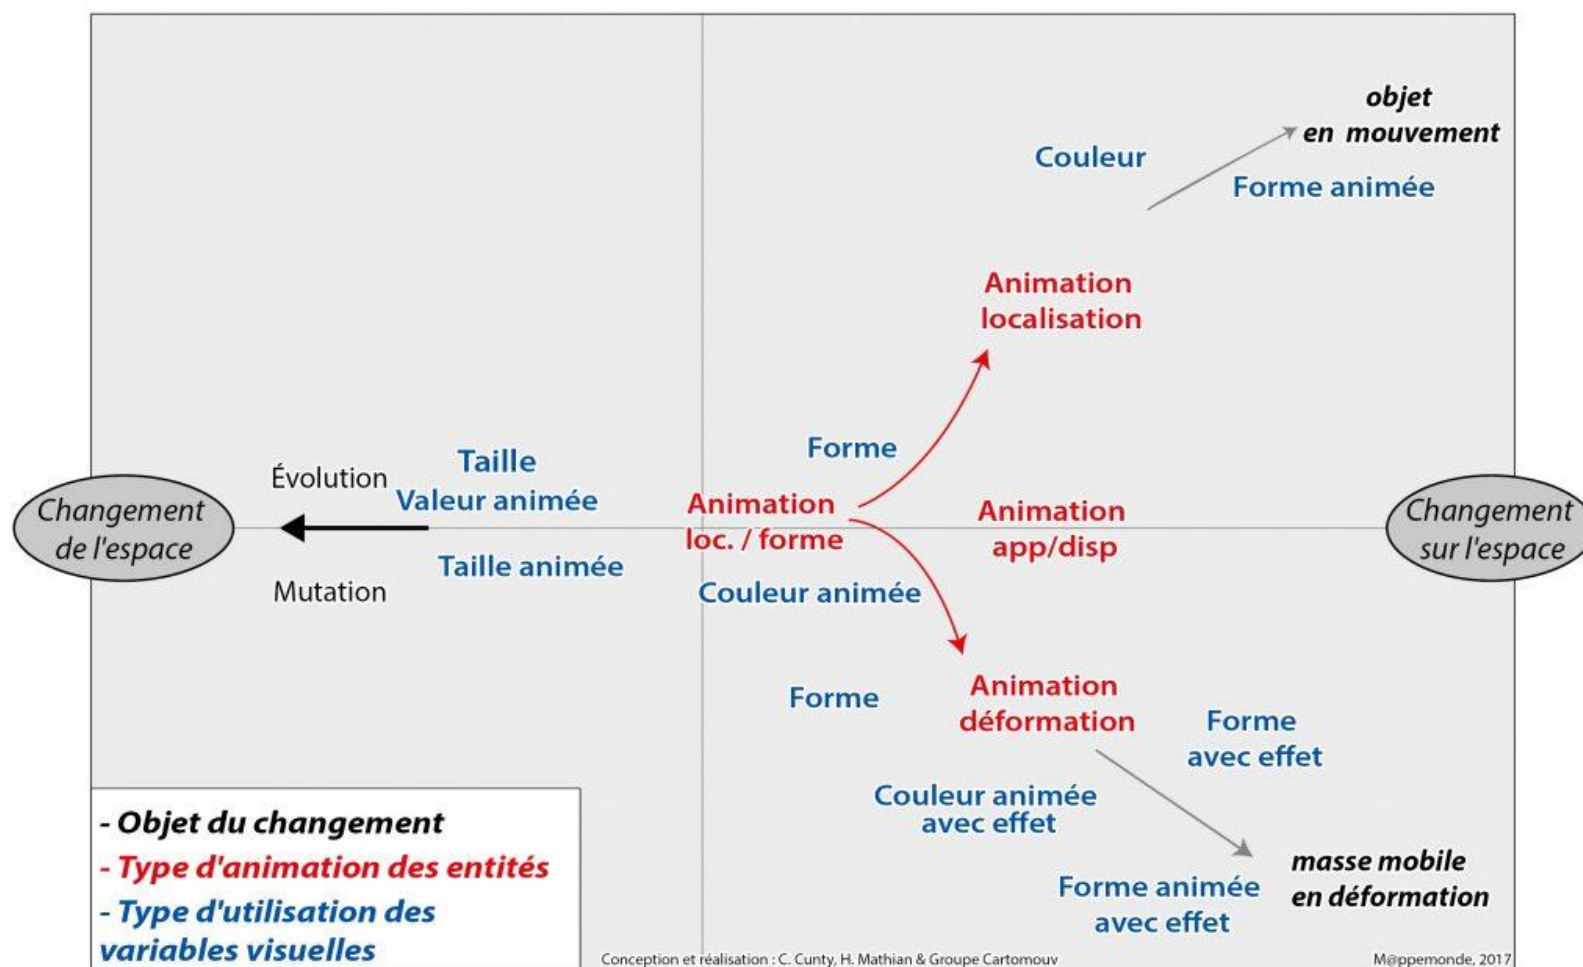 objet
en mouvement
Couleur
Forme animée
Animation
localisation
Forme
Évolution
Taille
Valeur animée
Changement
de l'espace
Animation
loc. / forme
Animation
app/disp
Changement
sur l'espace
Mutation
Taille animée
Couleur animée
Forme
Animation
déformation
Forme
avec effet
Couleur animée
avec effet
masse mobile
en déformation
Forme animée
avec effet
- Objet du changement
- Type d'animation des entités
- Type d'utilisation des
variables visuelles
Conception et réalisation : C. Cunty, H. Mathian & Groupe Cartomouv
M@ppemonde, 2017